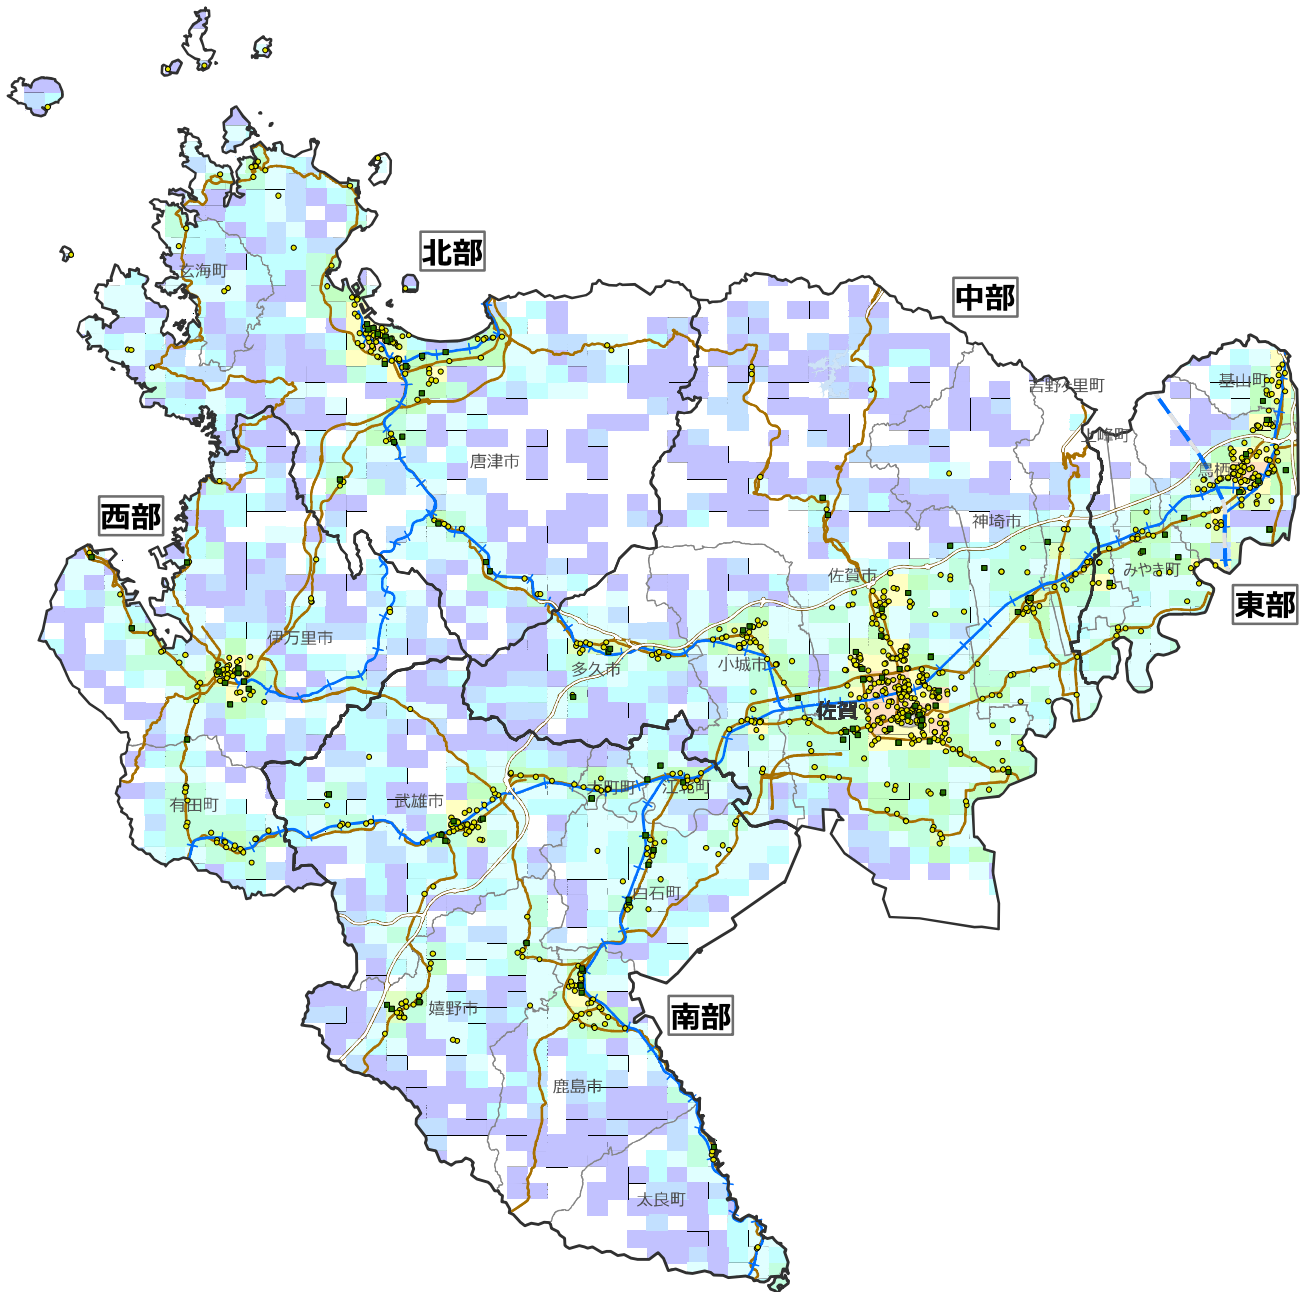 北部
玄海町
中部
吉野ヶ里町
基山町
上峰町
鳥栖
唐津市
西部
神埼市
みやき町
佐賀市
東部
伊万里市
小城市
多久市
佐賀
大町町
江北町
武雄市
有田町
白石町
嬉野市
南部
鹿島市
太良町